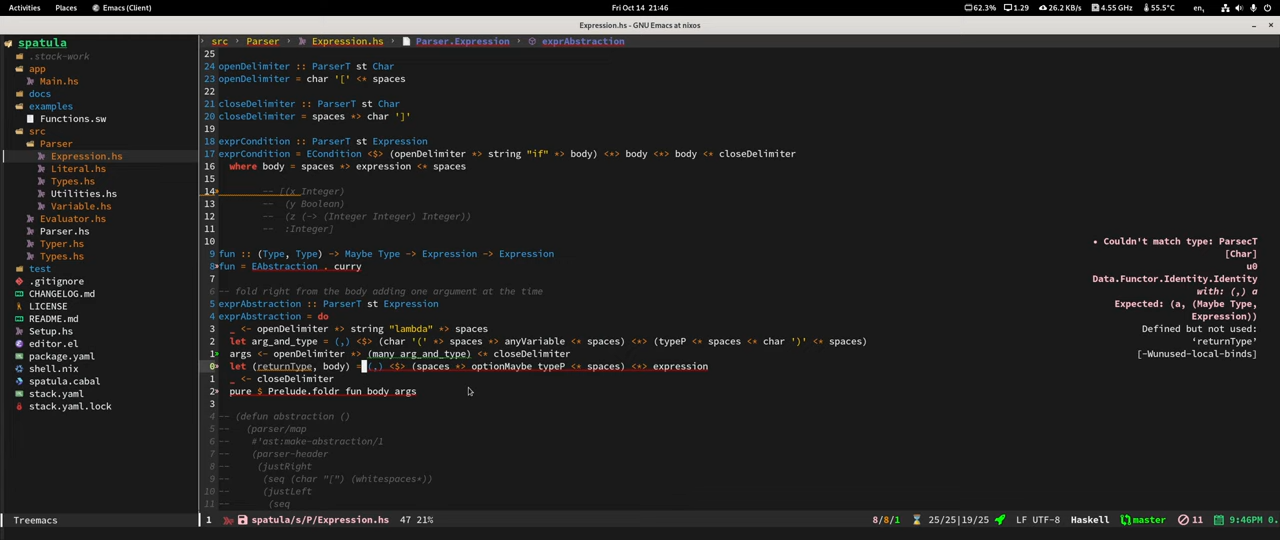 Activities Places Emacs (Client) Fri Oct 14 21:46 62.3% 1.29 26.2 KB/s 4.55 GHz 55.5°C en₁
Expression.hs - GNU Emacs at nixos
spatula
.stack-work
app
Main.hs
docs
examples
Functions.sw
src
Parser
Expression.hs
Literal.hs
Types.hs
Utilities.hs
Variable.hs
Evaluator.hs
Parser.hs
Typer.hs
Types.hs
test
.gitignore
CHANGELOG.md
LICENSE
README.md
Setup.hs
editor.el
package.yaml
shell.nix
spatula.cabal
stack.yaml
stack.yaml.lock
Treemacs
› src › Parser › Expression.hs › Parser.Expression › exprAbstraction
25
24 openDelimiter :: ParserT st Char
23 openDelimiter = char '[' <* spaces
22
21 closeDelimiter :: ParserT st Char
20 closeDelimiter = spaces *> char ']'
19
18 exprCondition :: ParserT st Expression
17 exprCondition = ECondition <$> (openDelimiter *> string "if" *> body) <*> body <*> body <* closeDelimiter
16 where body = spaces *> expression <* spaces
15
14 -- [(x Integer)
13 -- (y Boolean)
12 -- (z (-> (Integer Integer) Integer))
11 -- :Integer]
10
9 fun :: (Type, Type) -> Maybe Type -> Expression -> Expression
8 fun = EAbstraction . curry
7
6 -- fold right from the body adding one argument at the time
5 exprAbstraction :: ParserT st Expression
4 exprAbstraction = do
3 _ <- openDelimiter *> string "lambda" *> spaces
2 let arg_and_type = (,) <$> (char '(' *> spaces *> anyVariable <* spaces) <*> (typeP <* spaces <* char ')' <* spaces)
1 args <- openDelimiter *> (many arg_and_type) <* closeDelimiter
0 let (returnType, body) = (,) <$> (spaces *> optionMaybe typeP <* spaces) <*> expression
1 _ <- closeDelimiter
2 pure $ Prelude.foldr fun body args
3
4 -- (defun abstraction ()
5 -- (parser/map
6 -- #'ast:make-abstraction/1
7 -- (parser-header
8 -- (justRight
9 -- (seq (char "[") (whitespaces*))
10 -- (justLeft
11 -- (seq
• Couldn't match type: ParsecT
[Char]
u0
Data.Functor.Identity.Identity
with: (,) a
Expected: (a, (Maybe Type,
Expression))
Defined but not used:
‘returnType’
[-Wunused-local-binds]
1 spatula/s/P/Expression.hs 47 21% 8/8/1 25/25|19/25 LF UTF-8 Haskell master 11 9:46PM 0.